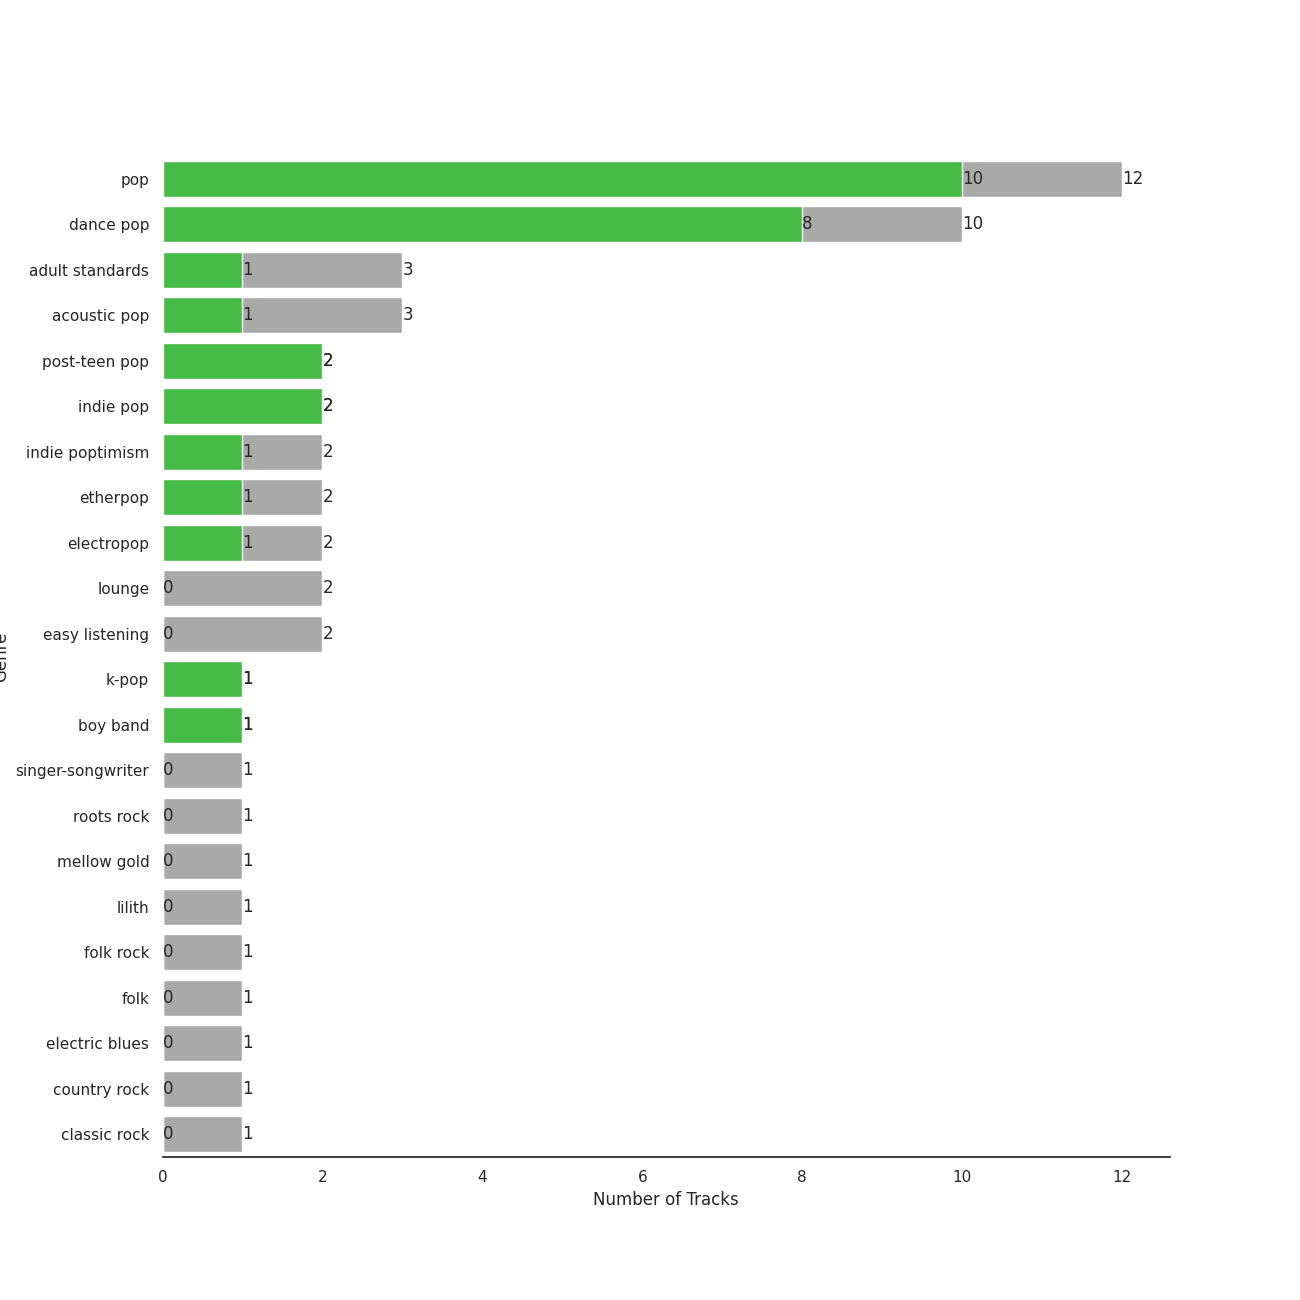 pop 10 12
dance pop 8 10
adult standards 1 3
acoustic pop 1 3
post-teen pop 2
indie pop 2
indie poptimism 1 2
etherpop 1 2
electropop 1 2
lounge 0 2
easy listening 0 2
Genre
k-pop 1
boy band 1
singer-songwriter 0 1
roots rock 0 1
mellow gold 0 1
lilith 0 1
folk rock 0 1
folk 0 1
electric blues 0 1
country rock 0 1
classic rock 0 1
0 2 4 6 8 10 12
Number of Tracks